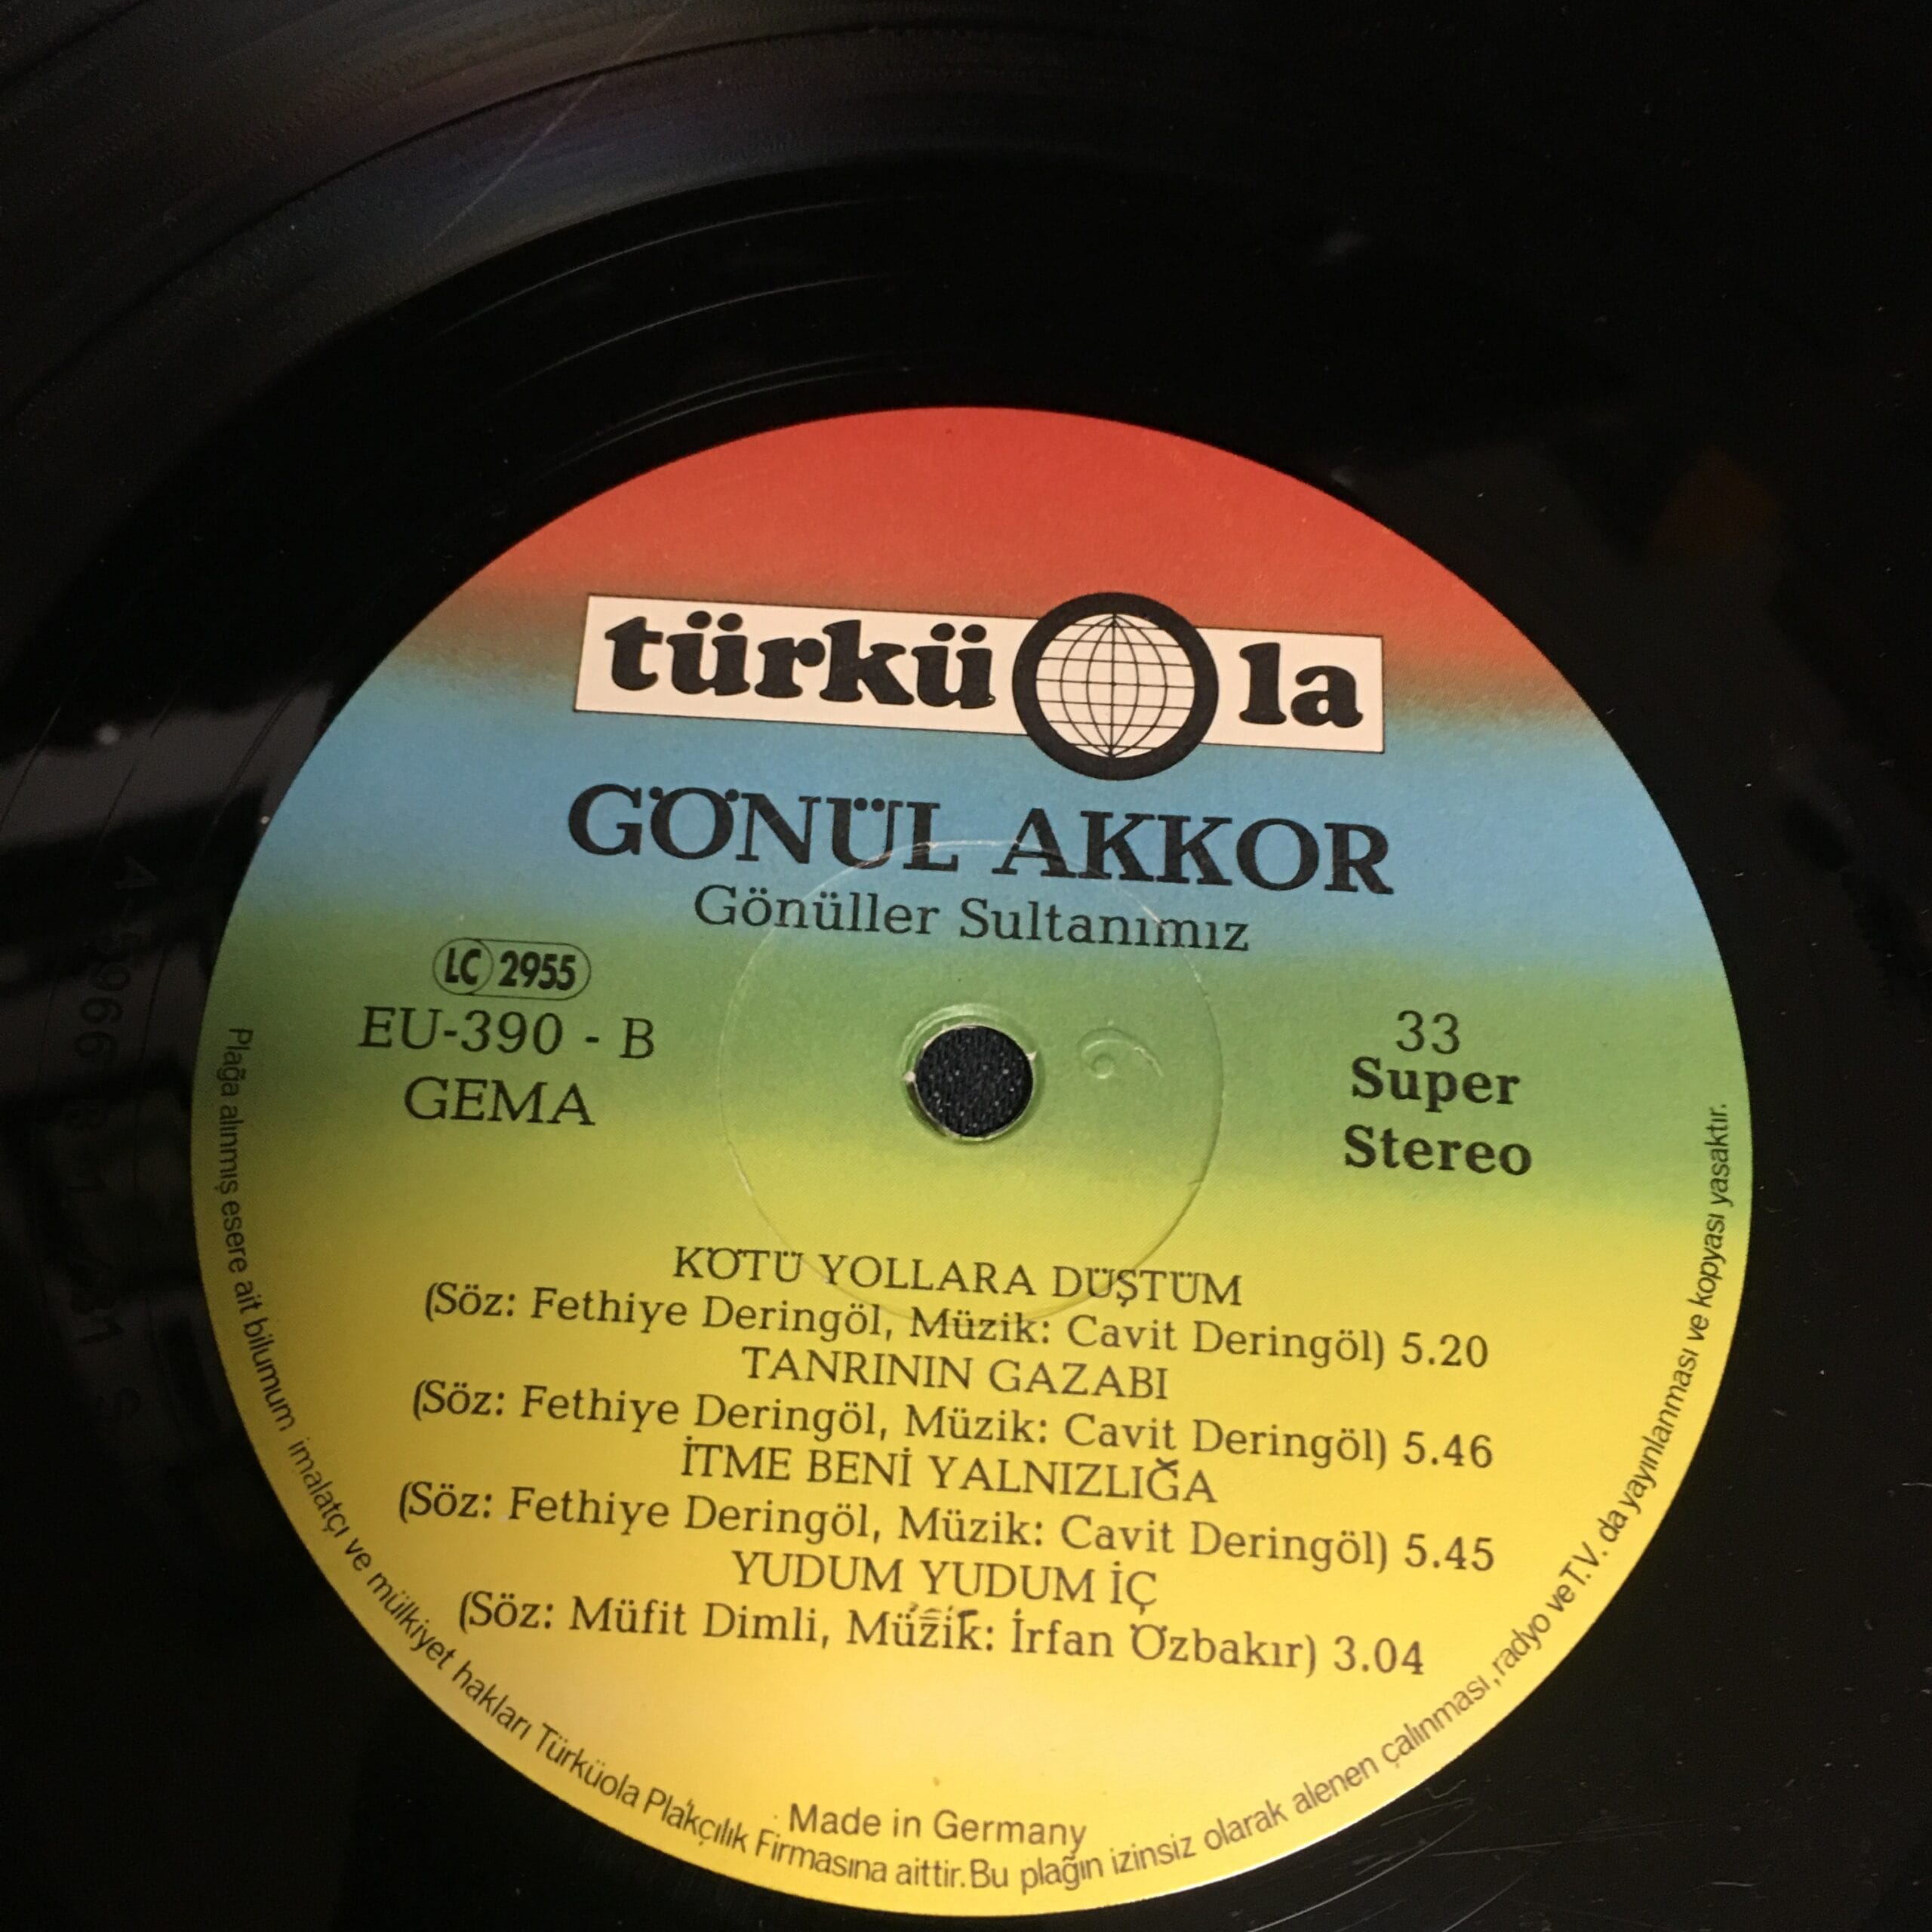 türküola
GÖNÜL AKKOR
Gönüller Sultanımız
LC 2955
EU-390 - B
GEMA
33
Super
Stereo
KÖTÜ YOLLARA DÜŞTÜM
(Söz: Fethiye Deringöl, Müzik: Cavit Deringöl) 5.20
TANRININ GAZABI
(Söz: Fethiye Deringöl, Müzik: Cavit Deringöl) 5.46
İTME BENİ YALNIZLIĞA
(Söz: Fethiye Deringöl, Müzik: Cavit Deringöl) 5.45
YUDUM YUDUM İÇ
(Söz: Müfit Dimli, Müzik: İrfan Özbakır) 3.04
Made in Germany
Plağa alınmış esere ait bilumum imalatçı ve mülkiyet hakları Türküola Plakçılık Firmasına aittir. Bu plağın izinsiz olarak alenen çalınması, radyo ve T.V. da yayınlanması ve kopyası yasaktır.